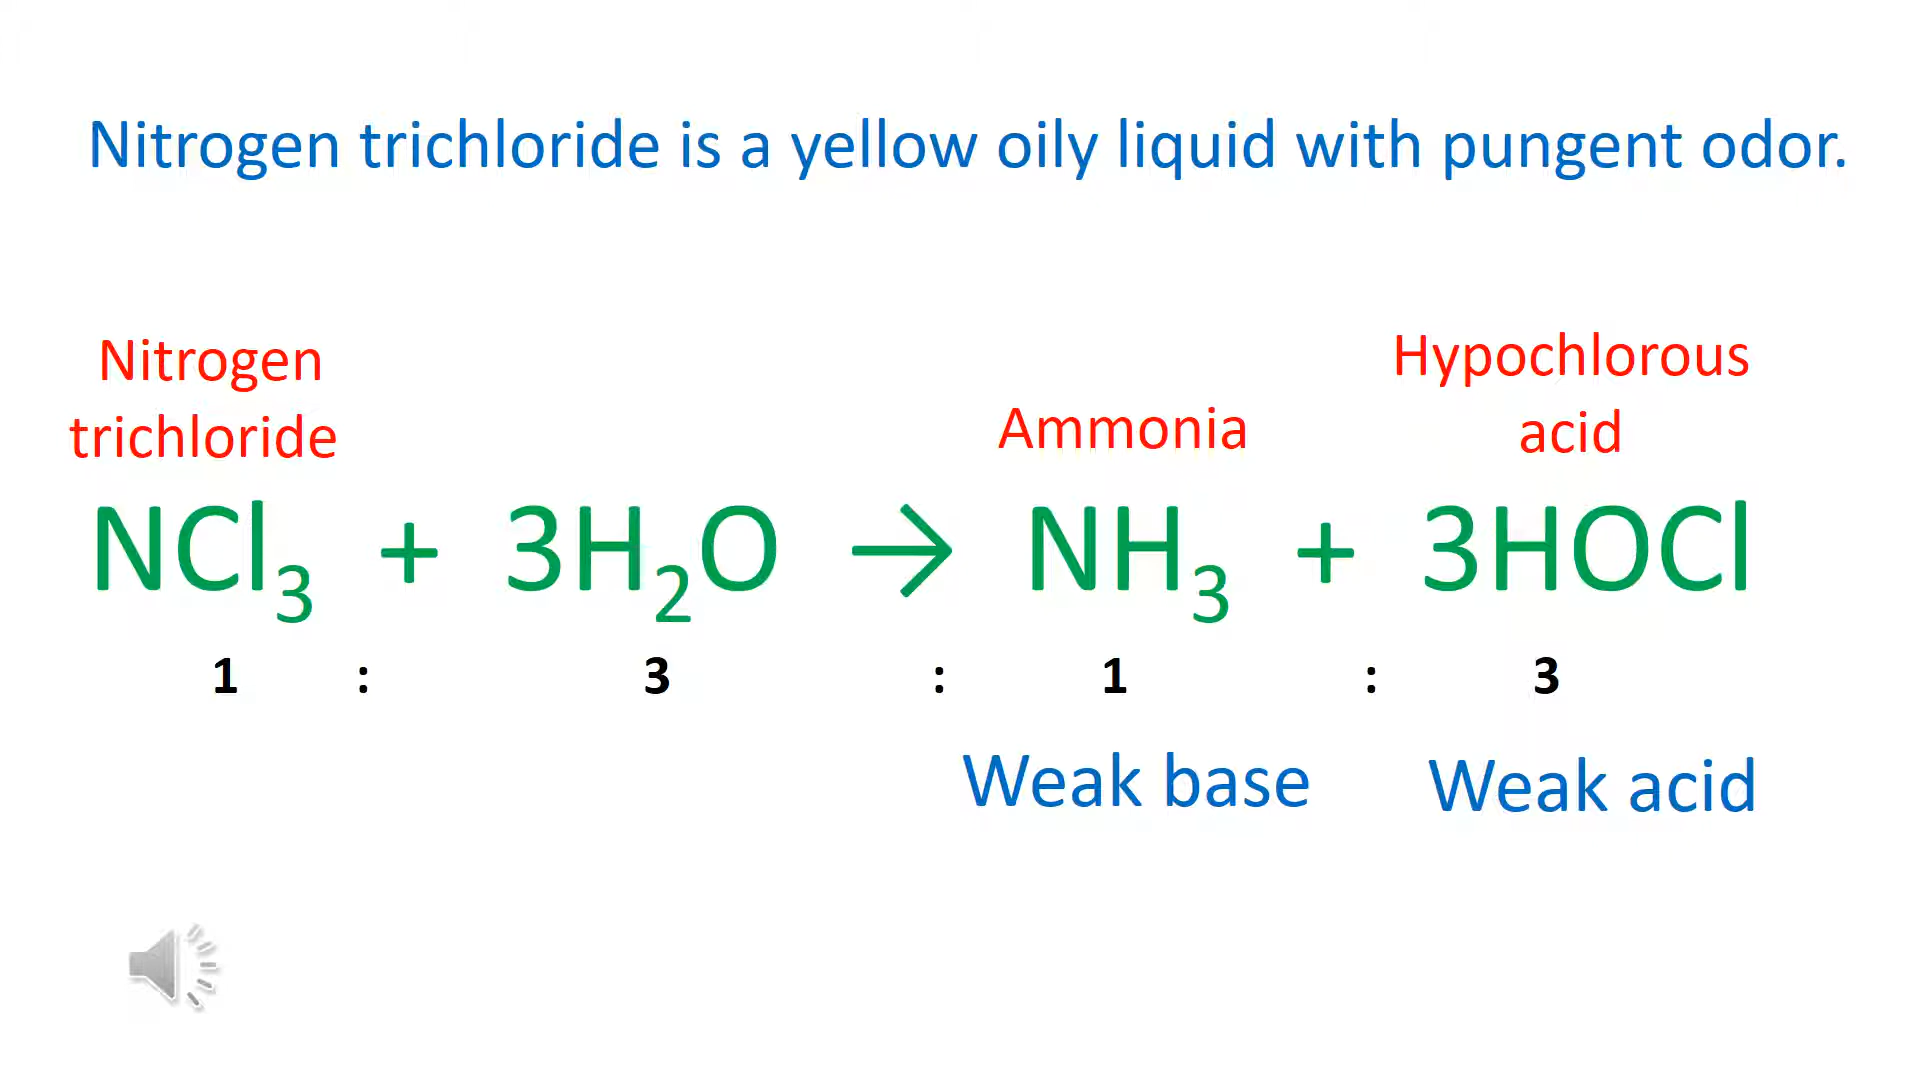 Nitrogen trichloride is a yellow oily liquid with pungent odor.
Nitrogen
trichloride
Ammonia
Hypochlorous
acid
NCl₃ + 3H₂O → NH₃ + 3HOCl
1 : 3 : 1 : 3
Weak base Weak acid